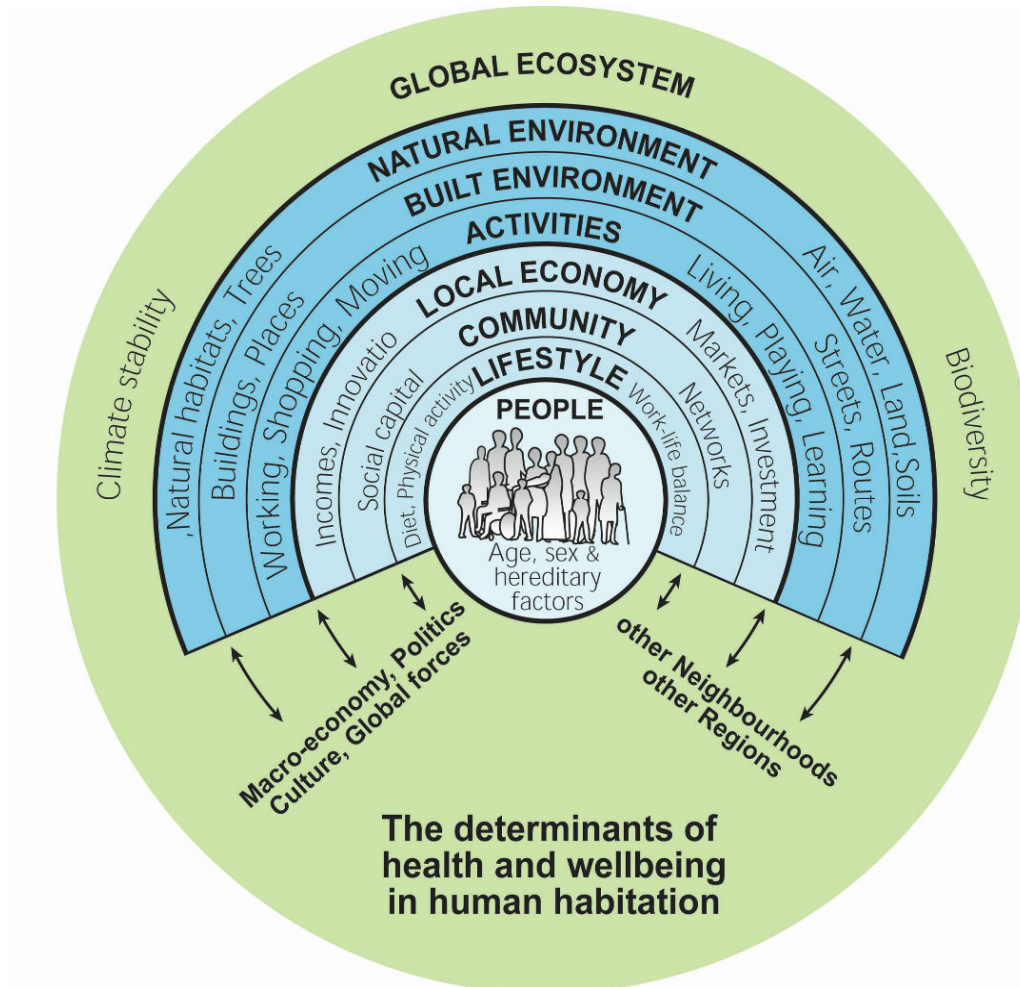 GLOBAL ECOSYSTEM
NATURAL ENVIRONMENT
BUILT ENVIRONMENT
ACTIVITIES
LOCAL ECONOMY
COMMUNITY
LIFESTYLE
PEOPLE
Age, sex &
hereditary
factors
Climate stability
,Natural habitats, Trees
Buildings, Places
Working, Shopping, Moving
Incomes, Innovatio
Social capital
Diet, Physical activity
Work-life balance
Networks
Markets, Investment
Living, Playing, Learning
Streets, Routes
Air, Water, Land,Soils
Biodiversity
Macro-economy, Politics
Culture, Global forces
other Neighbourhoods
other Regions
The determinants of
health and wellbeing
in human habitation